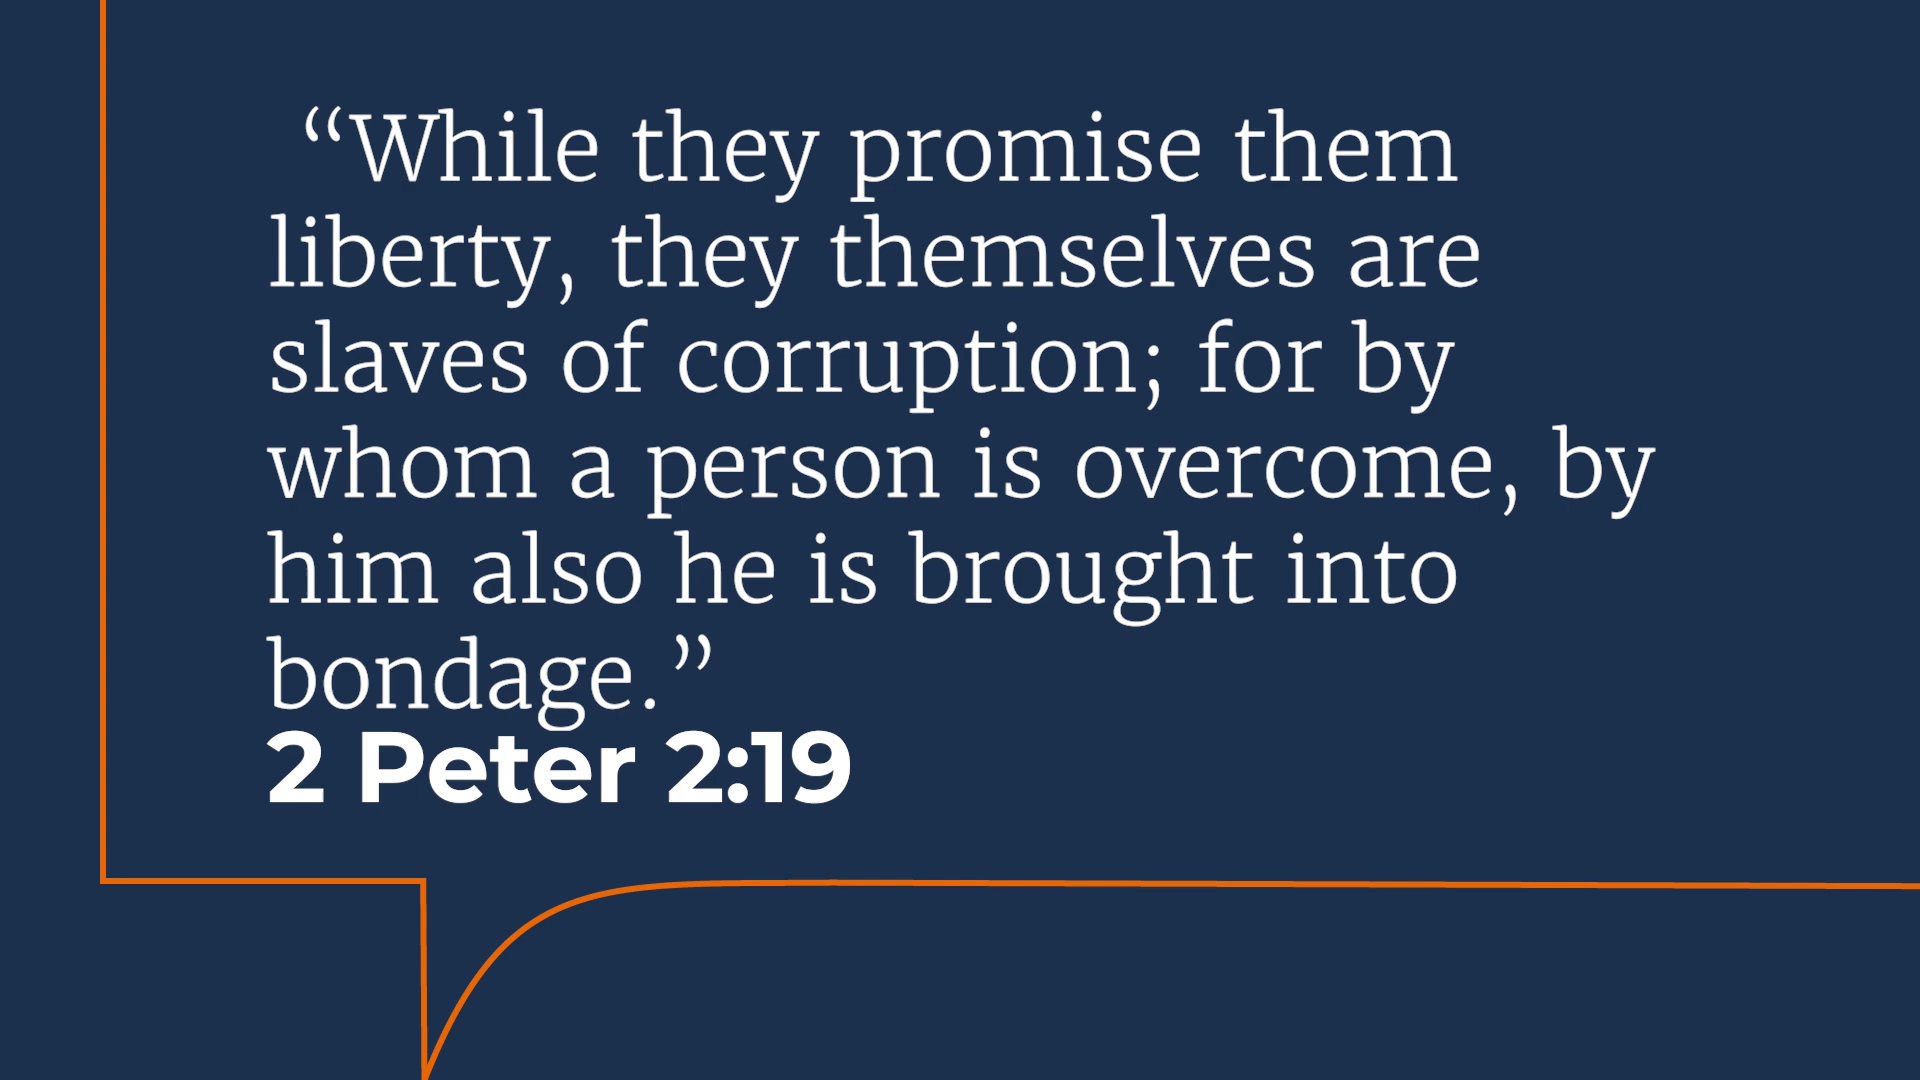 “While they promise them
liberty, they themselves are
slaves of corruption; for by
whom a person is overcome, by
him also he is brought into
bondage.”
2 Peter 2:19